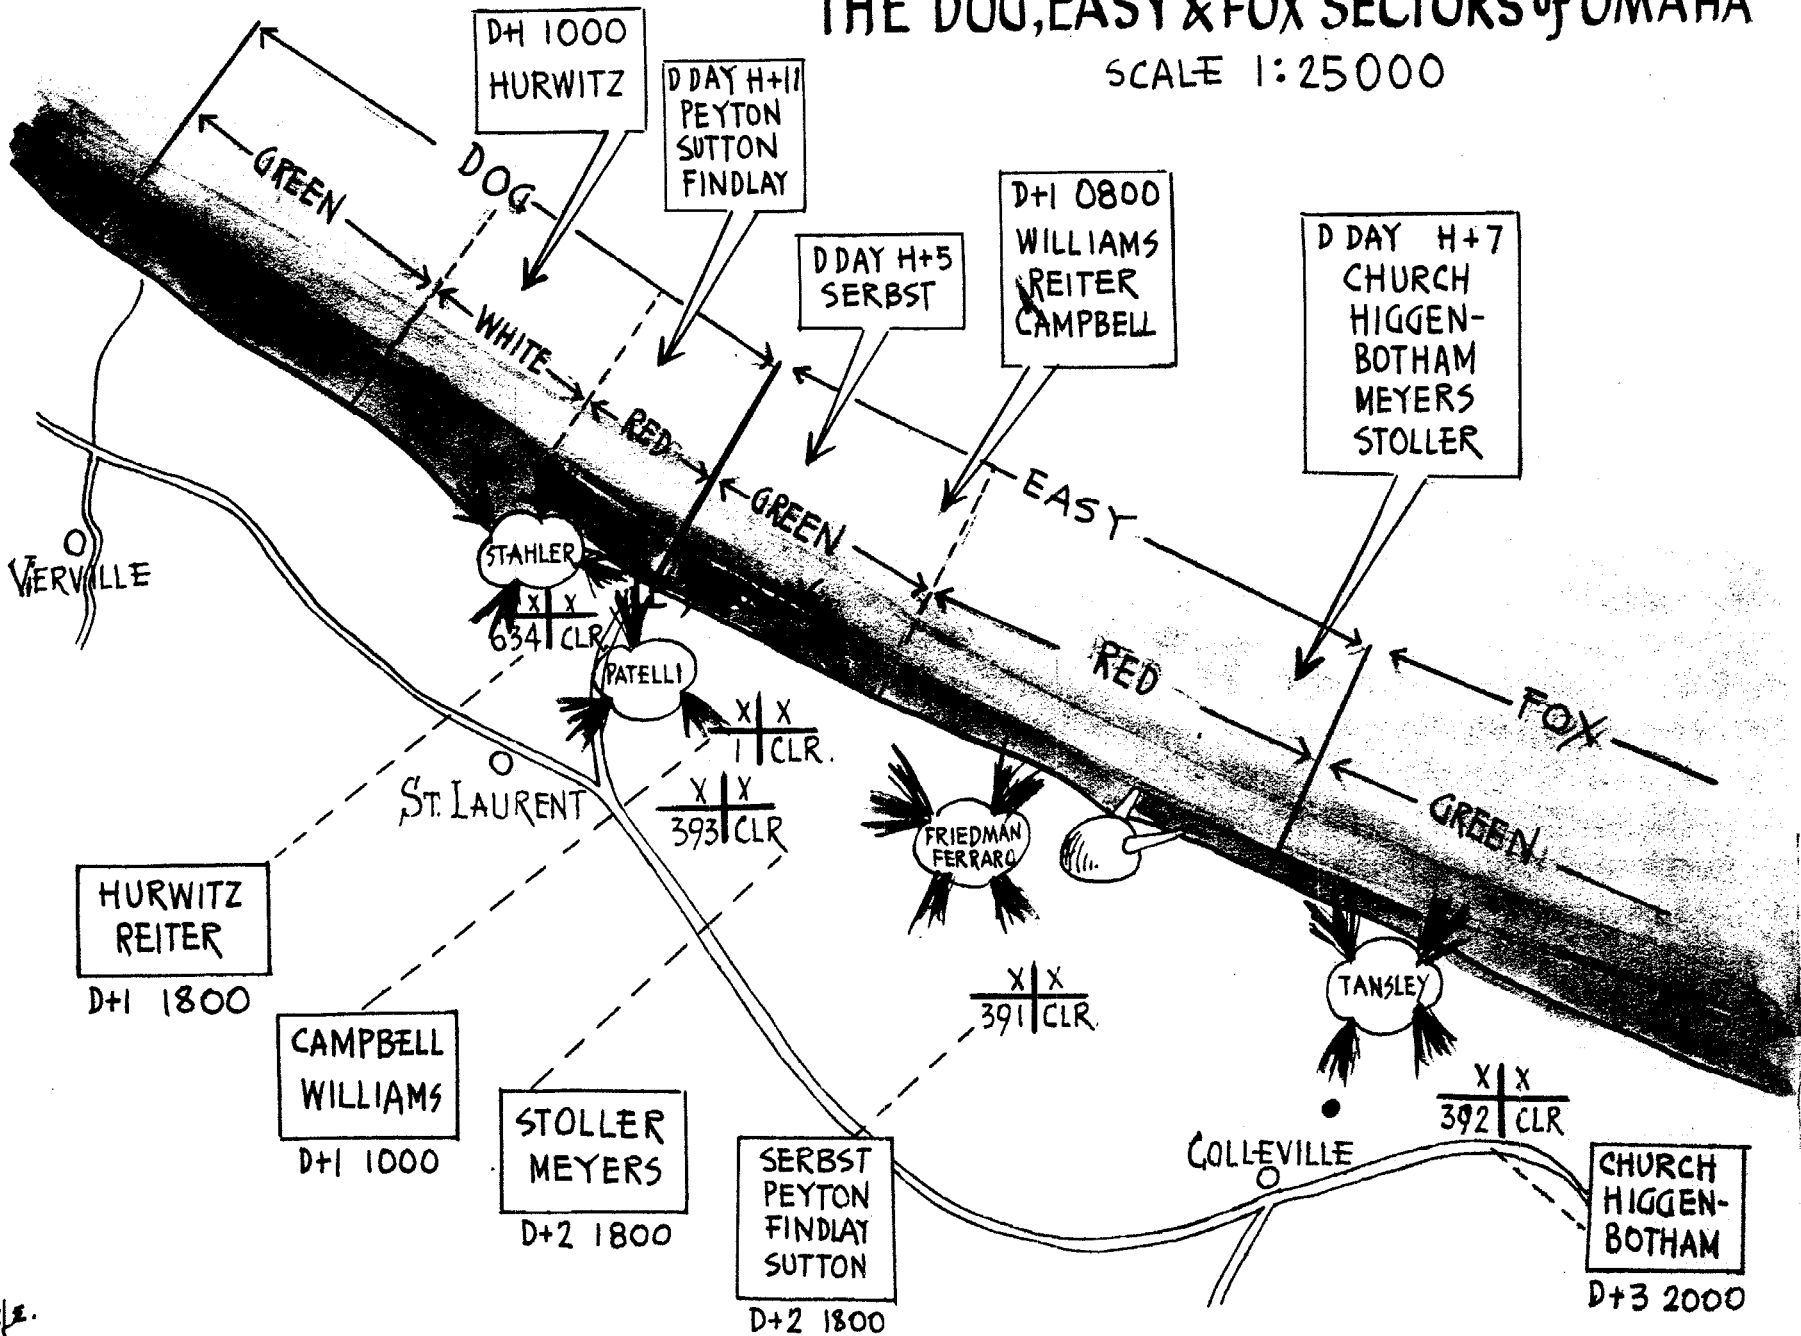 THE DOG, EASY & FOX SECTORS of OMAHA
SCALE 1:25000
D+1 1000
HURWITZ
D DAY H+11
PEYTON
SUTTON
FINDLAY
D DAY H+5
SERBST
D+1 0800
WILLIAMS
REITER
CAMPBELL
D DAY H+7
CHURCH
HIGGEN-
BOTHAM
MEYERS
STOLLER
DOG
GREEN
WHITE
RED
EASY
GREEN
RED
FOX
GREEN
VIERVILLE
STAHLER
X X
634 CLR
PATELLI
X X
1 CLR.
ST. LAURENT
X X
393 CLR
FRIEDMAN
FERRARO
X X
391 CLR.
TANSLEY
X X
392 CLR
COLLEVILLE
HURWITZ
REITER
D+1 1800
CAMPBELL
WILLIAMS
D+1 1000
STOLLER
MEYERS
D+2 1800
SERBST
PEYTON
FINDLAY
SUTTON
D+2 1800
CHURCH
HIGGEN-
BOTHAM
D+3 2000